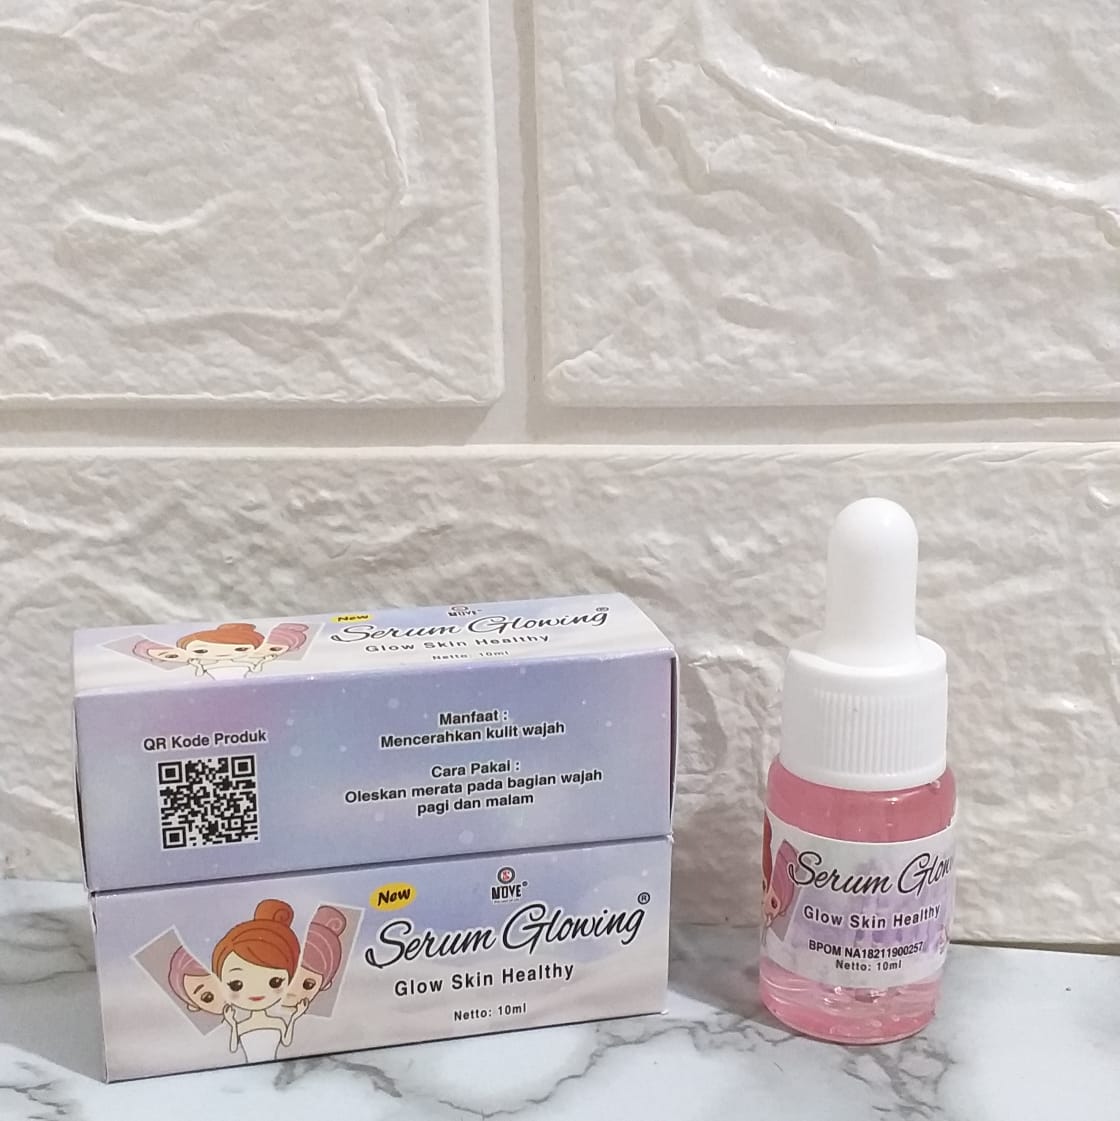 New
NOVE
Serum Glowing®
Glow Skin Healthy
Netto: 10ml
QR Kode Produk
Manfaat :
Mencerahkan kulit wajah
Cara Pakai :
Oleskan merata pada bagian wajah
pagi dan malam
New
NOVE®
Serum Glowing®
Glow Skin Healthy
Netto: 10ml
Serum Glow
Glow Skin Healthy
BPOM NA18211900257
Netto: 10ml